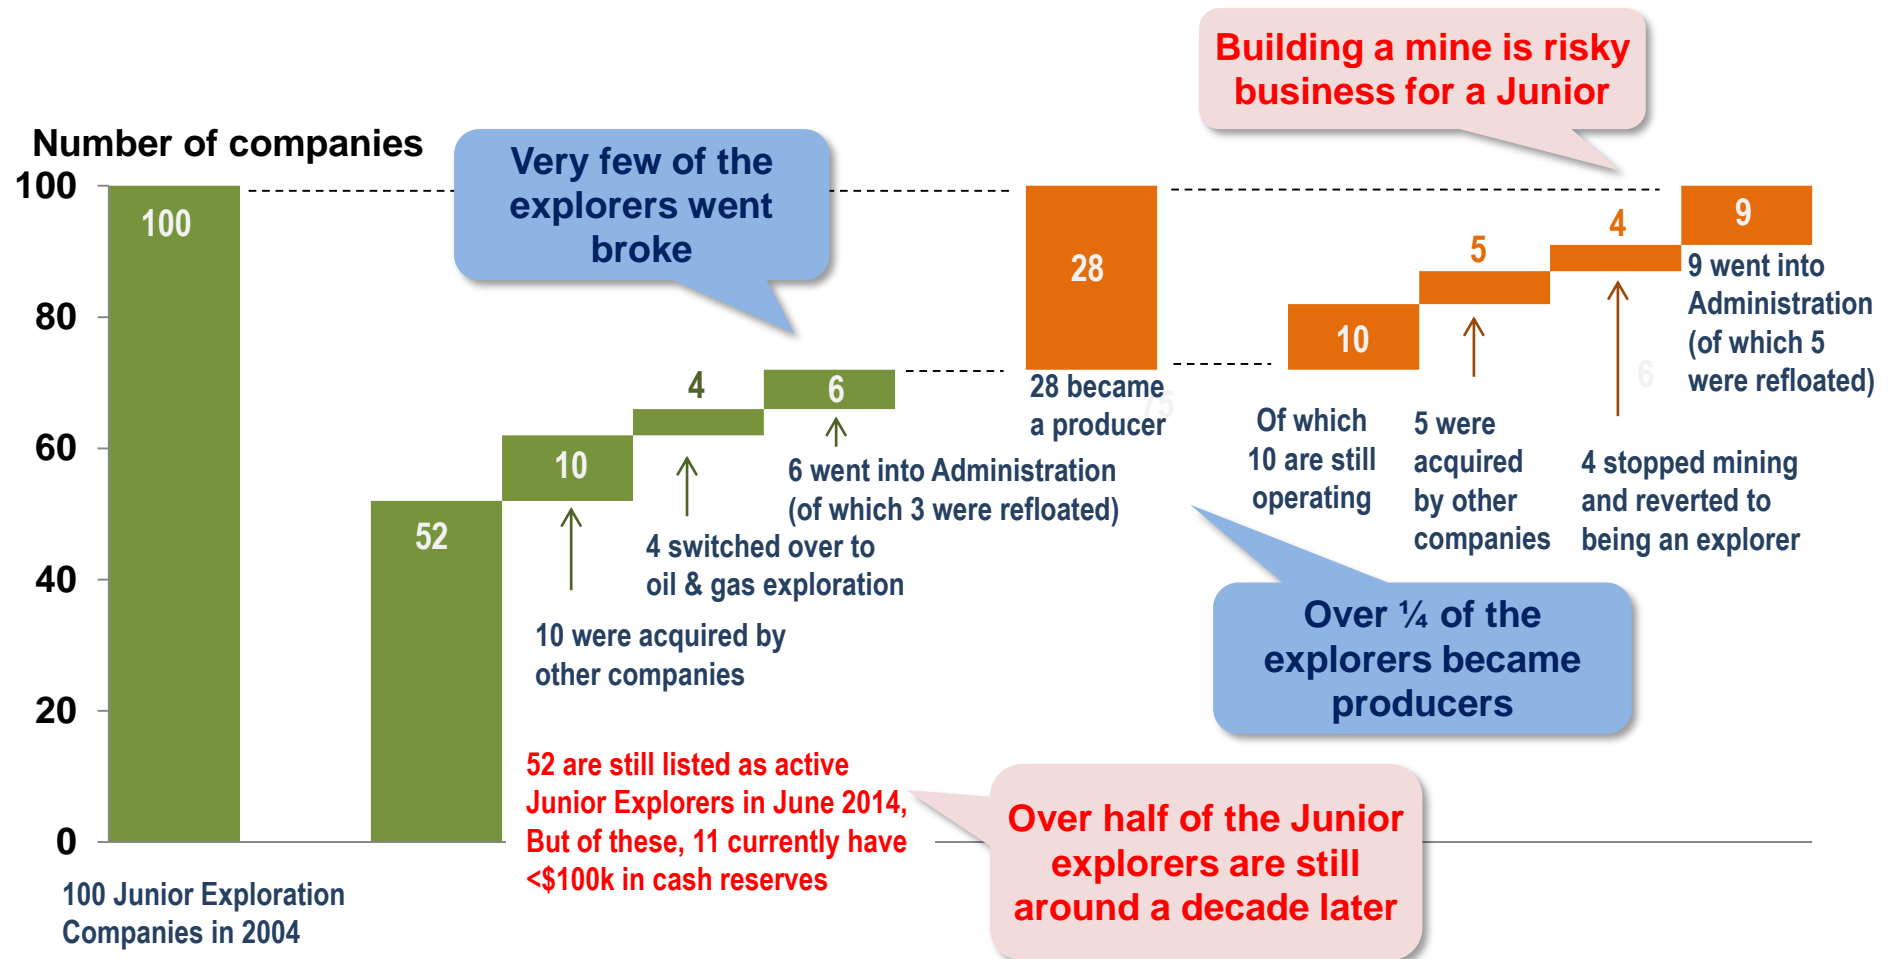 Building a mine is risky
business for a Junior
Number of companies
Very few of the
explorers went
broke
100
80
60
40
20
0
100
52
10
4
6
28
10
5
4
9
75
6
9 went into
Administration
(of which 5
were refloated)
28 became
a producer
Of which
10 are still
operating
5 were
acquired
by other
companies
4 stopped mining
and reverted to
being an explorer
6 went into Administration
(of which 3 were refloated)
4 switched over to
oil & gas exploration
10 were acquired by
other companies
Over ¼ of the
explorers became
producers
52 are still listed as active
Junior Explorers in June 2014,
But of these, 11 currently have
<$100k in cash reserves
Over half of the Junior
explorers are still
around a decade later
100 Junior Exploration
Companies in 2004